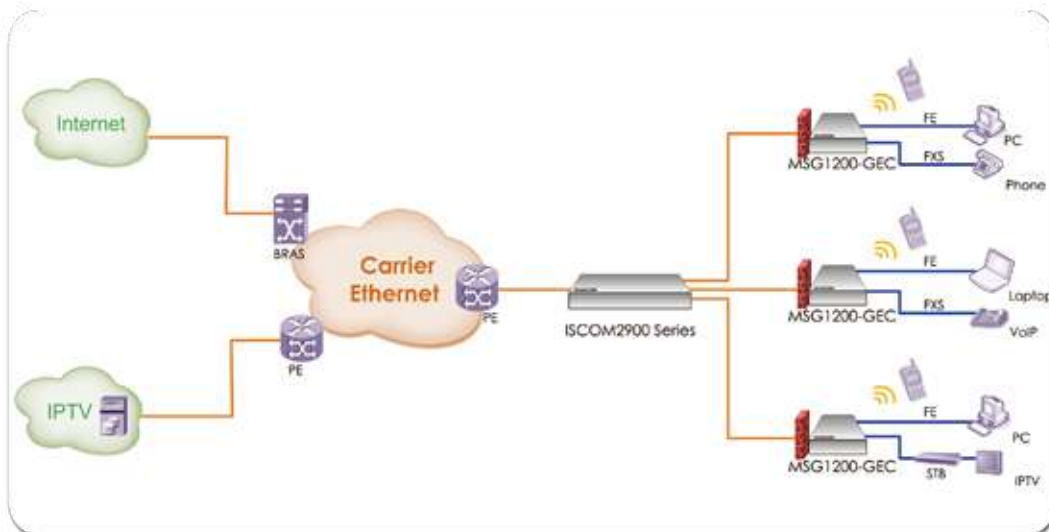 Internet
BRAS
Carrier
Ethernet
PE
PE
IPTV
ISCOM2900 Series
MSG1200-GEC
FE
PC
FXS
Phone
MSG1200-GEC
FE
Laptop
FXS
VoIP
MSG1200-GEC
FE
PC
STB
IPTV